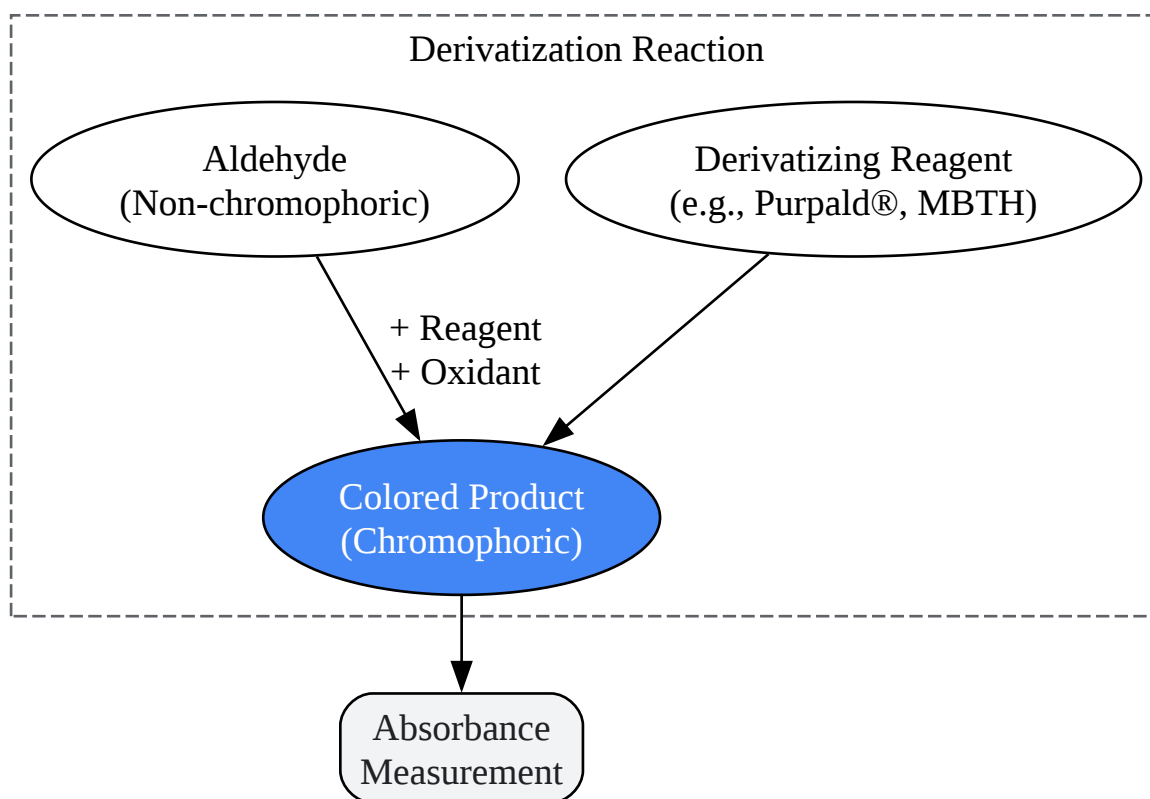 Derivatization Reaction
Aldehyde
(Non-chromophoric)
Derivatizing Reagent
(e.g., Purpald®, MBTH)
+ Reagent
+ Oxidant
Colored Product
(Chromophoric)
Absorbance
Measurement